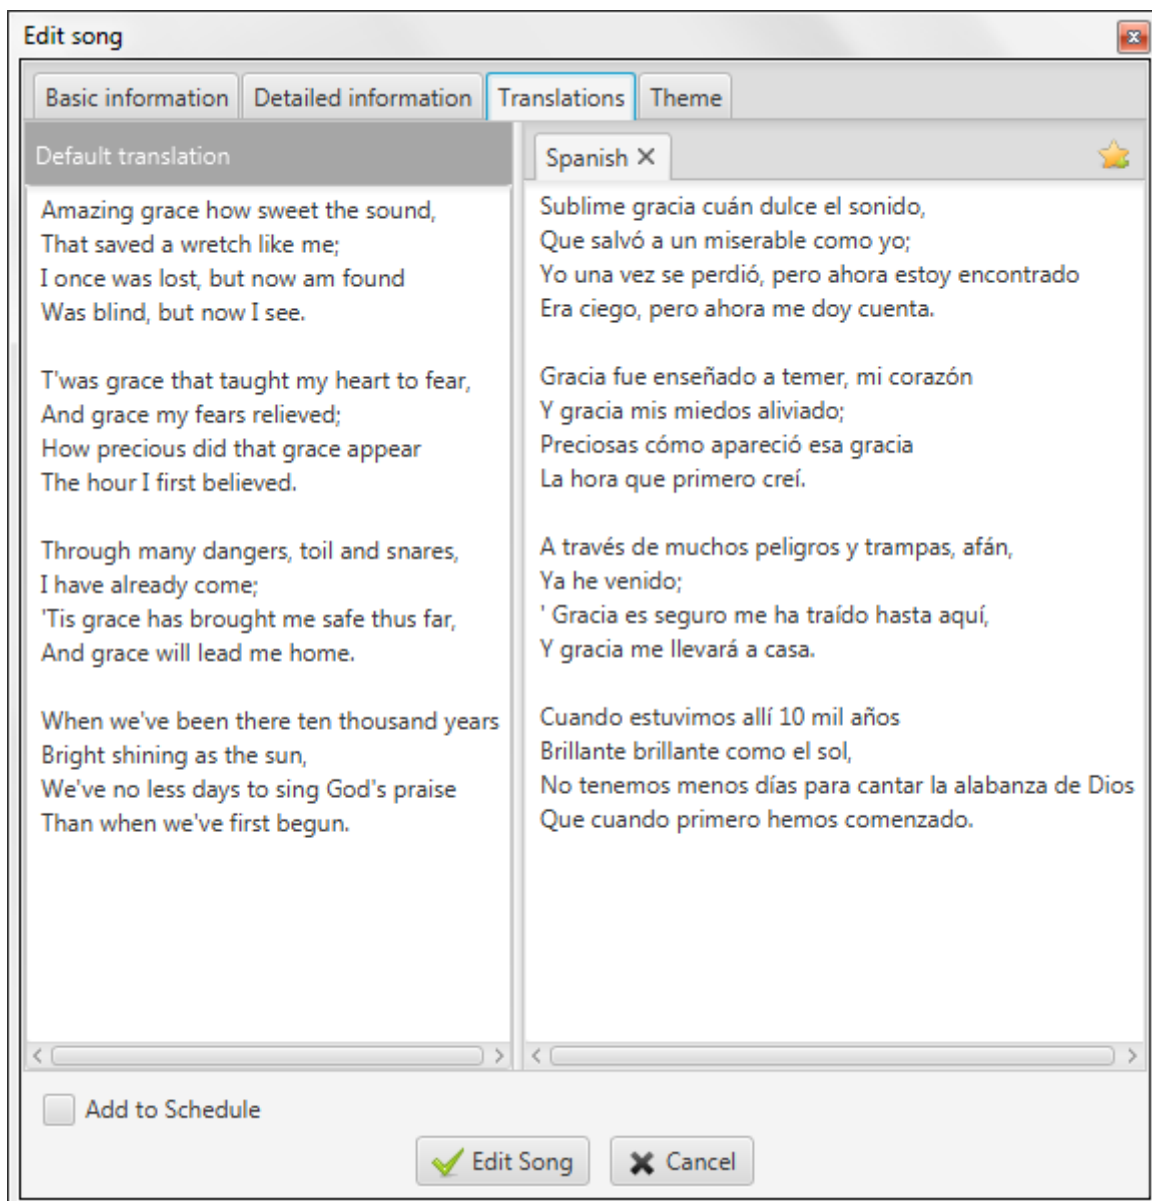 Edit song
Basic information
Detailed information
Translations
Theme
Default translation
Amazing grace how sweet the sound,
That saved a wretch like me;
I once was lost, but now am found
Was blind, but now I see.
T'was grace that taught my heart to fear,
And grace my fears relieved;
How precious did that grace appear
The hour I first believed.
Through many dangers, toil and snares,
I have already come;
'Tis grace has brought me safe thus far,
And grace will lead me home.
When we've been there ten thousand years
Bright shining as the sun,
We've no less days to sing God's praise
Than when we've first begun.
Spanish
Sublime gracia cuán dulce el sonido,
Que salvó a un miserable como yo;
Yo una vez se perdió, pero ahora estoy encontrado
Era ciego, pero ahora me doy cuenta.
Gracia fue enseñado a temer, mi corazón
Y gracia mis miedos aliviado;
Preciosas cómo apareció esa gracia
La hora que primero creí.
A través de muchos peligros y trampas, afán,
Ya he venido;
' Gracia es seguro me ha traído hasta aquí,
Y gracia me llevará a casa.
Cuando estuvimos allí 10 mil años
Brillante brillante como el sol,
No tenemos menos días para cantar la alabanza de Dios
Que cuando primero hemos comenzado.
Add to Schedule
Edit Song
Cancel